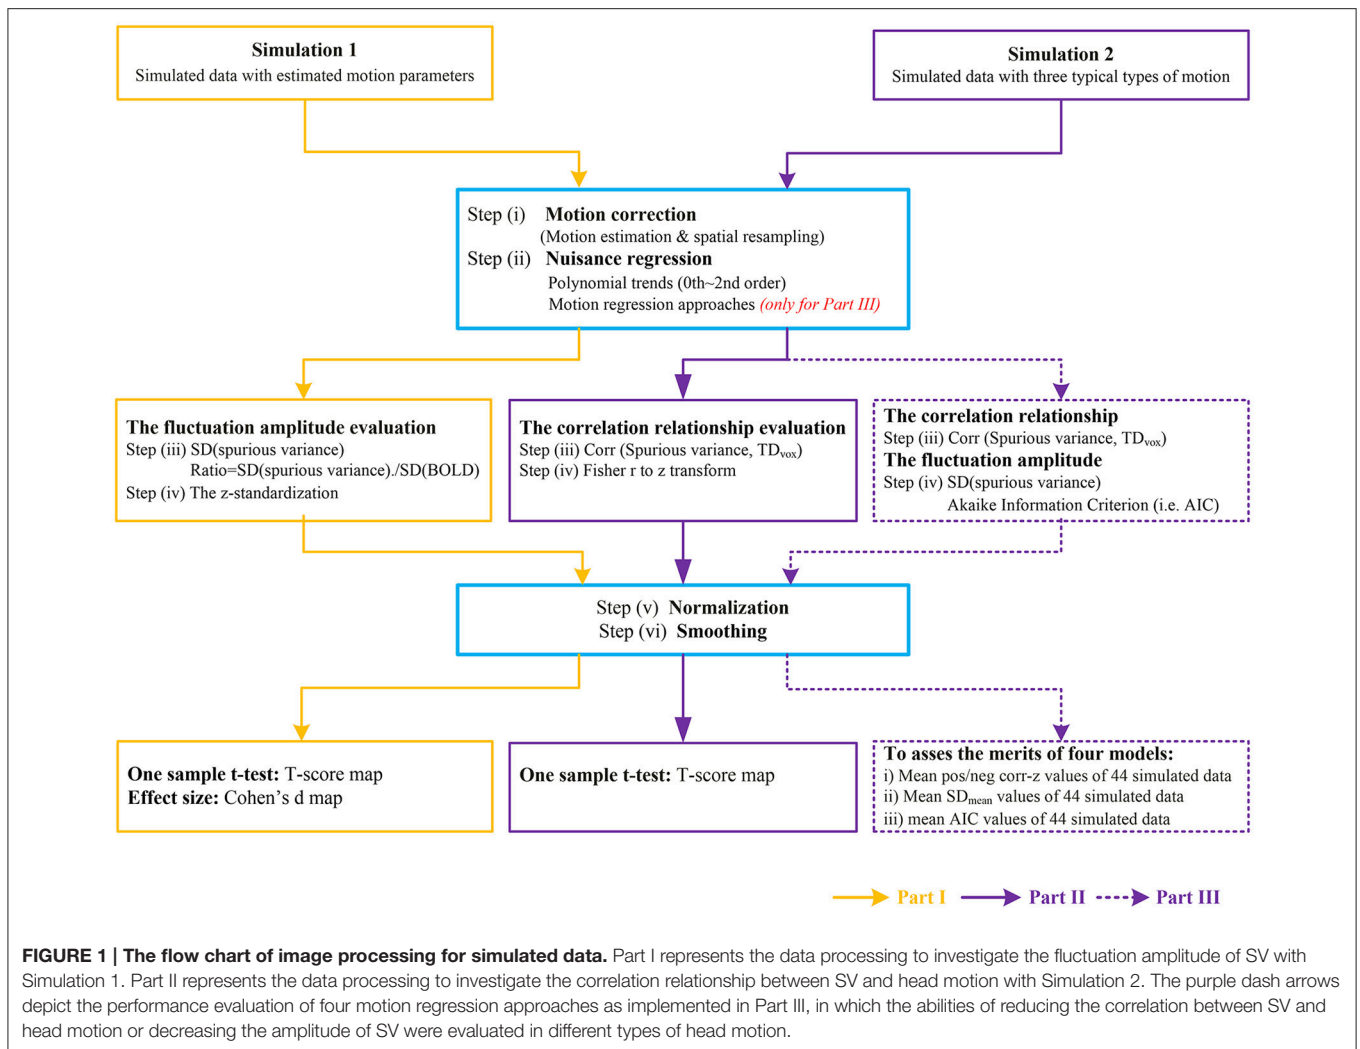 Simulation 1
Simulated data with estimated motion parameters
Simulation 2
Simulated data with three typical types of motion
Step (i) Motion correction
(Motion estimation & spatial resampling)
Step (ii) Nuisance regression
Polynomial trends (0th~2nd order)
Motion regression approaches (only for Part III)
The fluctuation amplitude evaluation
Step (iii) SD(spurious variance)
Ratio=SD(spurious variance)./SD(BOLD)
Step (iv) The z-standardization
The correlation relationship evaluation
Step (iii) Corr (Spurious variance, TDvox)
Step (iv) Fisher r to z transform
The correlation relationship
Step (iii) Corr (Spurious variance, TDvox)
The fluctuation amplitude
Step (iv) SD(spurious variance)
Akaike Information Criterion (i.e. AIC)
Step (v) Normalization
Step (vi) Smoothing
One sample t-test: T-score map
Effect size: Cohen's d map
One sample t-test: T-score map
To asses the merits of four models:
i) Mean pos/neg corr-z values of 44 simulated data
ii) Mean SDmean values of 44 simulated data
iii) mean AIC values of 44 simulated data
Part I
Part II
Part III
FIGURE 1 | The flow chart of image processing for simulated data. Part I represents the data processing to investigate the fluctuation amplitude of SV with
Simulation 1. Part II represents the data processing to investigate the correlation relationship between SV and head motion with Simulation 2. The purple dash arrows
depict the performance evaluation of four motion regression approaches as implemented in Part III, in which the abilities of reducing the correlation between SV and
head motion or decreasing the amplitude of SV were evaluated in different types of head motion.